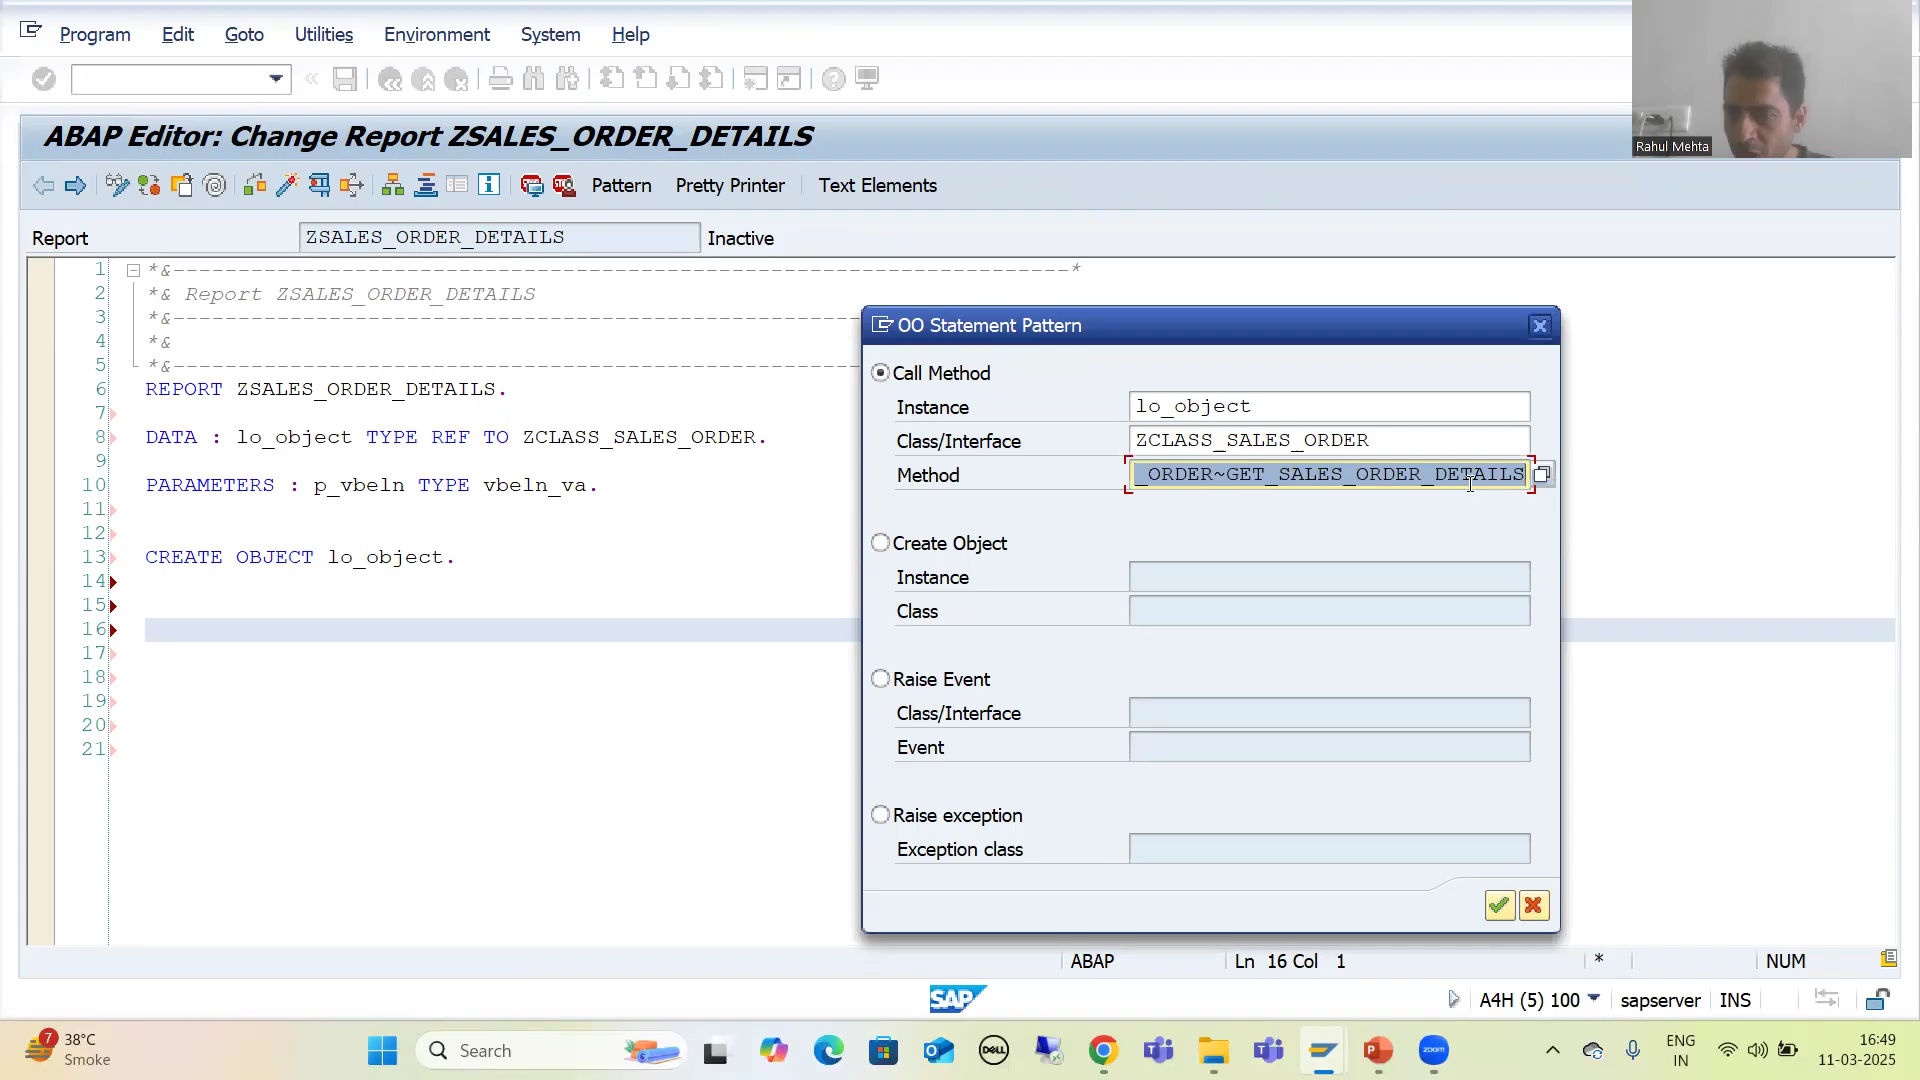 Program Edit Goto Utilities Environment System Help
Rahul Mehta
ABAP Editor: Change Report ZSALES_ORDER_DETAILS
Pattern Pretty Printer Text Elements
Report ZSALES_ORDER_DETAILS Inactive
1 *&---------------------------------------------------------------------*
2 *& Report ZSALES_ORDER_DETAILS
3 *&---------------------------------------------------------------------
4 *&
5 *&---------------------------------------------------------------------
6 REPORT ZSALES_ORDER_DETAILS.
7
8 DATA : lo_object TYPE REF TO ZCLASS_SALES_ORDER.
9
10 PARAMETERS : p_vbeln TYPE vbeln_va.
11
12
13 CREATE OBJECT lo_object.
14
15
16
17
18
19
20
21
OO Statement Pattern
Call Method
Instance lo_object
Class/Interface ZCLASS_SALES_ORDER
Method _ORDER~GET_SALES_ORDER_DETAILS
Create Object
Instance
Class
Raise Event
Class/Interface
Event
Raise exception
Exception class
ABAP Ln 16 Col 1 * NUM
SAP A4H (5) 100 sapserver INS
7 38°C
Smoke
Search
DELL
zoom
ENG
IN
16:49
11-03-2025